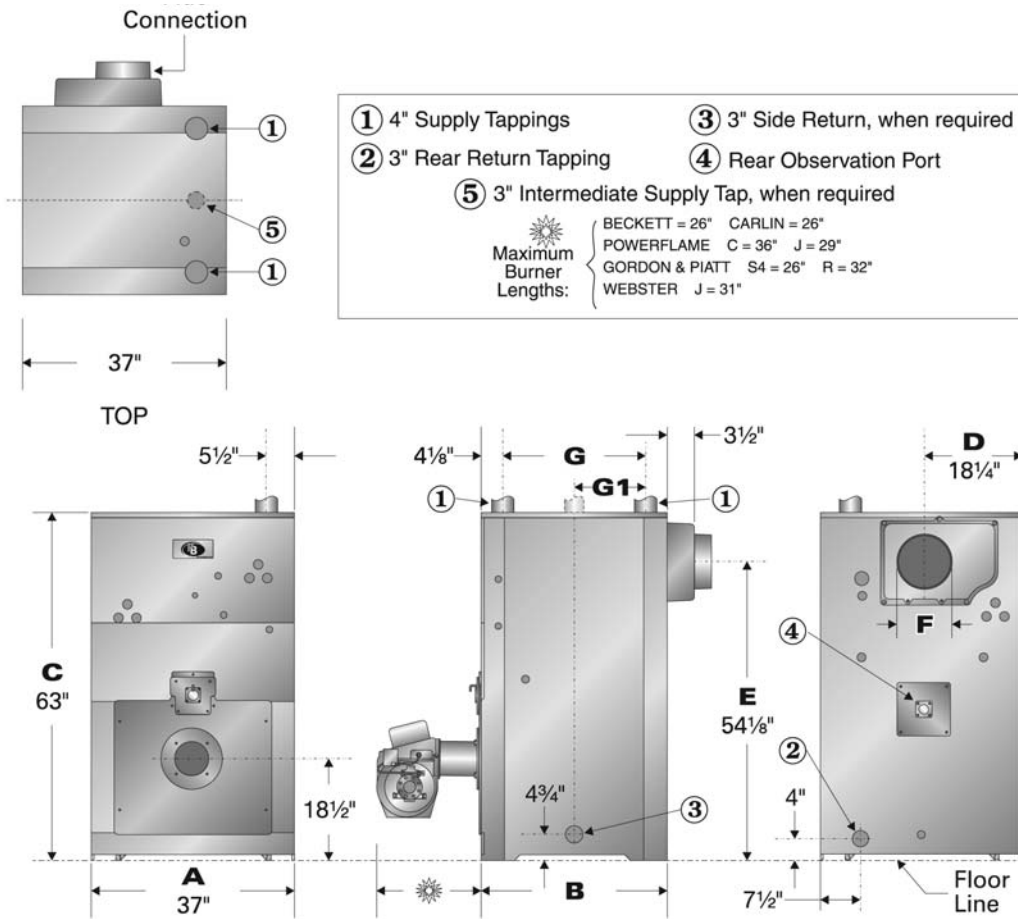 Connection
① 4" Supply Tappings
③ 3" Side Return, when required
② 3" Rear Return Tapping
④ Rear Observation Port
⑤ 3" Intermediate Supply Tap, when required
Maximum
Burner
Lengths:
BECKETT = 26" CARLIN = 26"
POWERFLAME C = 36" J = 29"
GORDON & PIATT S4 = 26" R = 32"
WEBSTER J = 31"
①
⑤
①
37"
TOP
5½"
4⅛"
G
G1
3½"
D
18¼"
①
①
C
63"
18½"
A
37"
4¾"
③
B
E
54⅛"
F
④
②
4"
7½"
Floor
Line